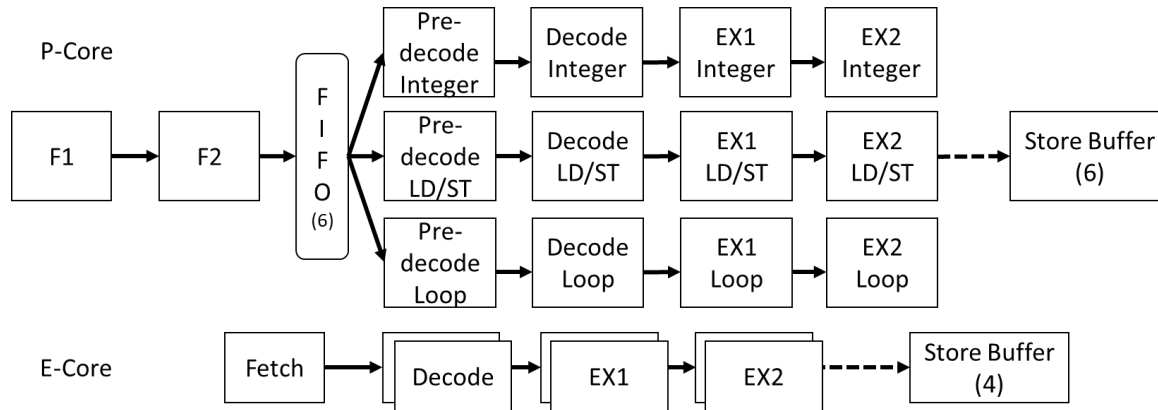 P-Core
F1
F2
F
I
F
O
(6)
Pre-
decode
Integer
Decode
Integer
EX1
Integer
EX2
Integer
Pre-
decode
LD/ST
Decode
LD/ST
EX1
LD/ST
EX2
LD/ST
Store Buffer
(6)
Pre-
decode
Loop
Decode
Loop
EX1
Loop
EX2
Loop
E-Core
Fetch
Decode
EX1
EX2
Store Buffer
(4)